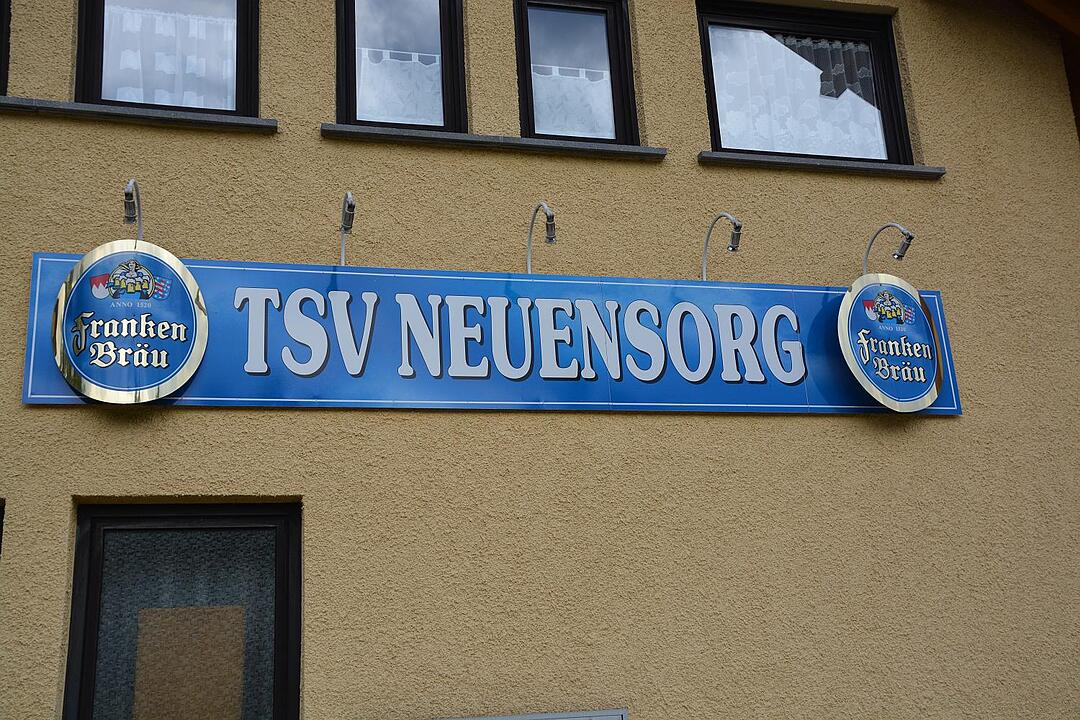 ANNO 1520
Franken
Bräu
TSV NEUENSORG
ANNO 1520
Franken
Bräu